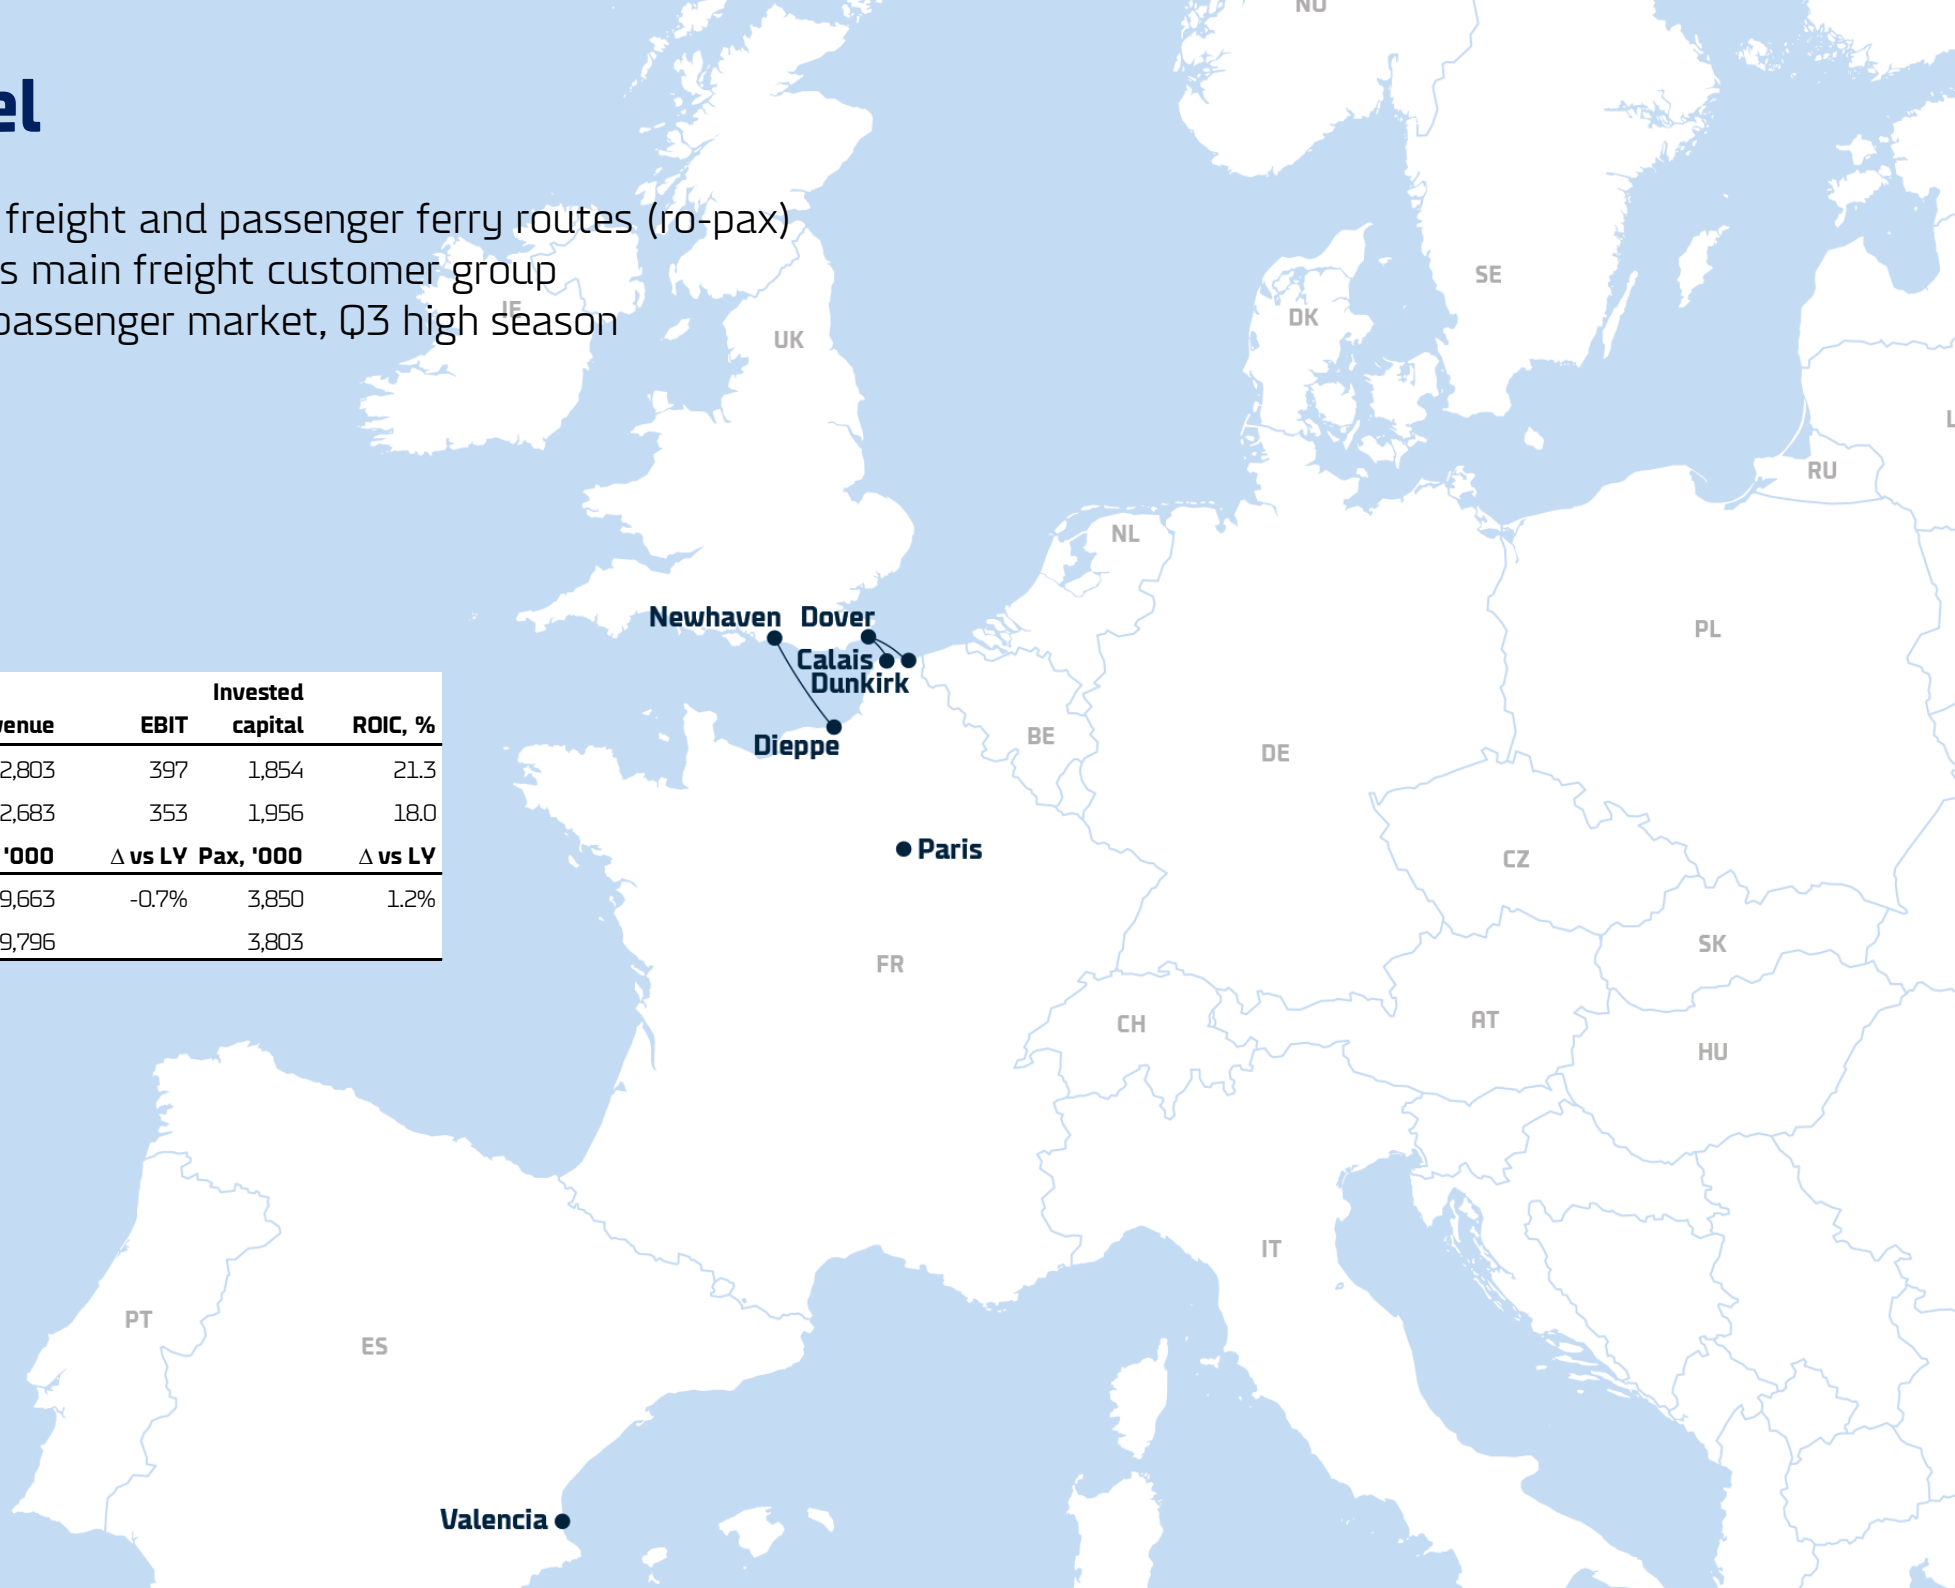 el
freight and passenger ferry routes (ro-pax)
s main freight customer group
passenger market, Q3 high season
NO
SE
DK
IE
UK
L
RU
NL
PL
Newhaven Dover
Calais
Dunkirk
Dieppe
BE
DE
Paris
CZ
SK
FR
CH
AT
HU
IT
PT
ES
Valencia
Invested
venue EBIT capital ROIC, %
2,803 397 1,854 21.3
2,683 353 1,956 18.0
'000 Δ vs LY Pax, '000 Δ vs LY
9,663 -0.7% 3,850 1.2%
9,796 3,803